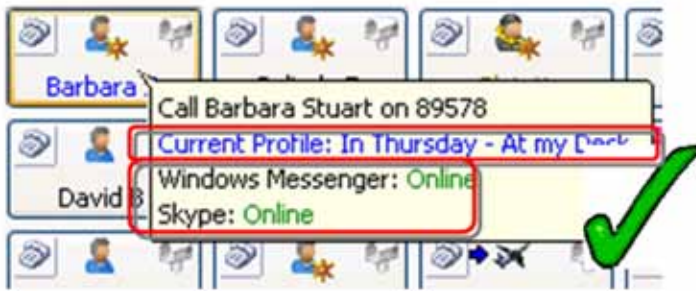 Barbara
Call Barbara Stuart on 89578
Current Profile: In Thursday - At my Desk
Windows Messenger: Online
Skype: Online
David B